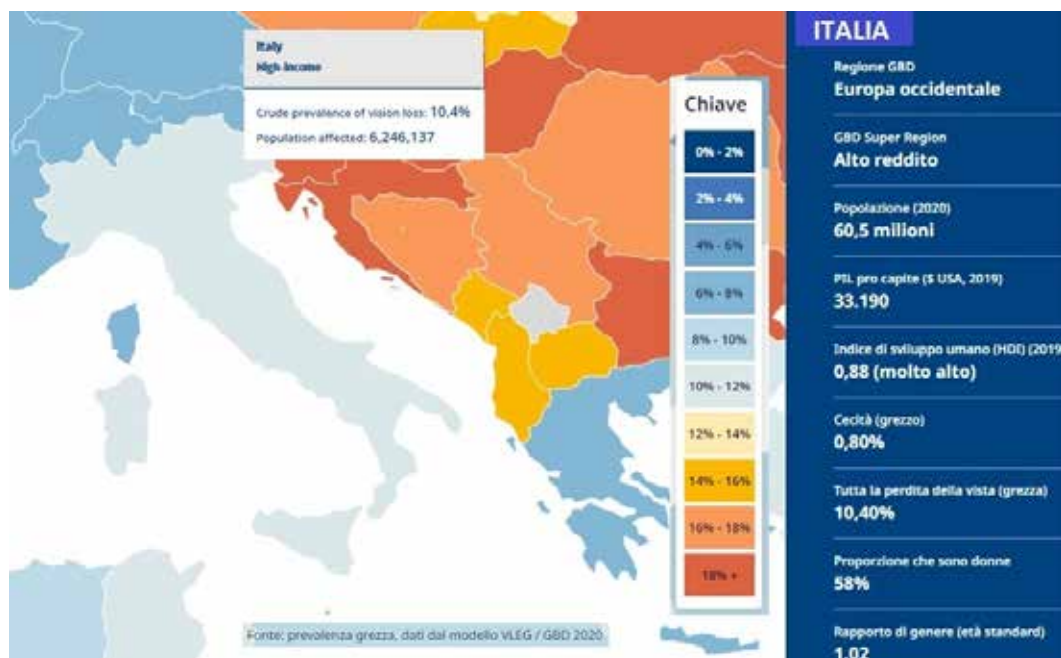 Italy
High-income
Crude prevalence of vision loss: 10,4%
Population affected: 6,246,137
Chiave
0% - 2%
2% - 4%
4% - 6%
6% - 8%
8% - 10%
10% - 12%
12% - 14%
14% - 16%
16% - 18%
18% +
Fonte: prevalenza grezza, dati dal modello VLEG / GBD 2020
ITALIA
Regione GBD
Europa occidentale
GBD Super Region
Alto reddito
Popolazione (2020)
60,5 milioni
PIL pro capite ($ USA, 2019)
33.190
Indice di sviluppo umano (HDI) (2019
0,88 (molto alto)
Cecità (grezzo)
0,80%
Tutta la perdita della vista (grezza)
10,40%
Proporzione che sono donne
58%
Rapporto di genere (età standard)
1,02